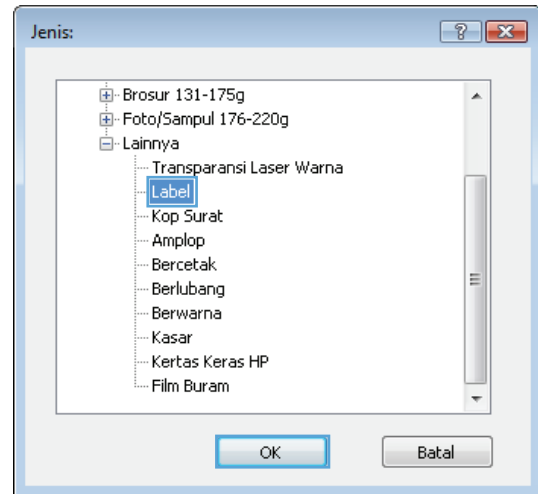 Jenis:
Brosur 131-175g
Foto/Sampul 176-220g
Lainnya
Transparansi Laser Warna
Label
Kop Surat
Amplop
Bercetak
Berlubang
Berwarna
Kasar
Kertas Keras HP
Film Buram
OK Batal